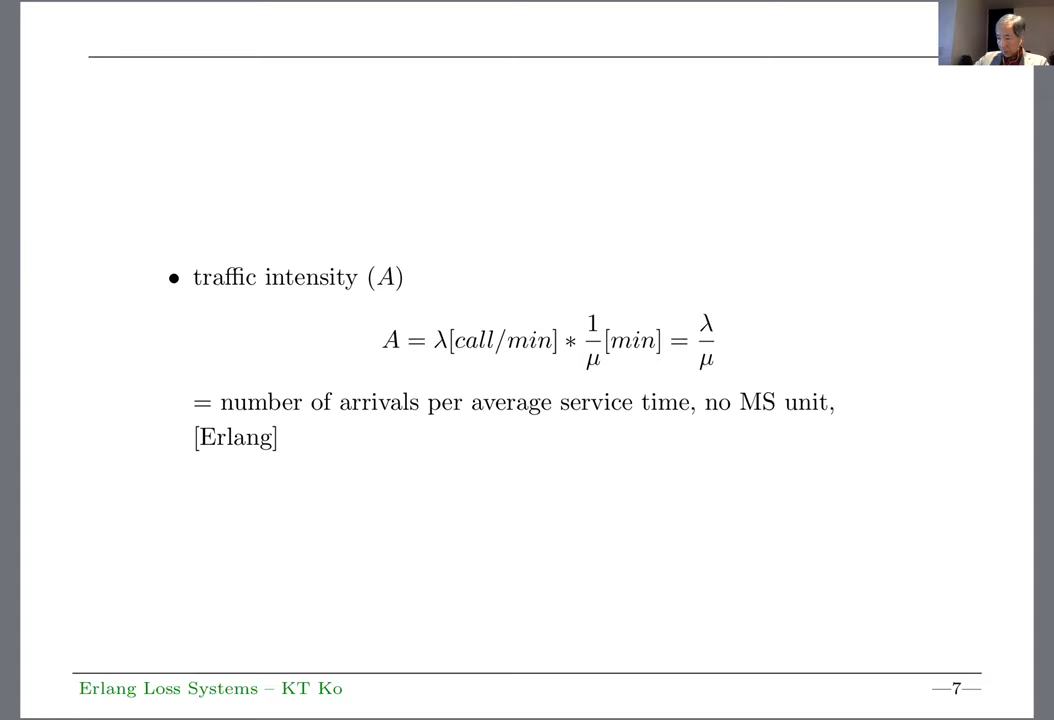 • traffic intensity (A)
A = λ[call/min] * 1/μ [min] = λ/μ
= number of arrivals per average service time, no MS unit,
[Erlang]
Erlang Loss Systems – KT Ko
—7—